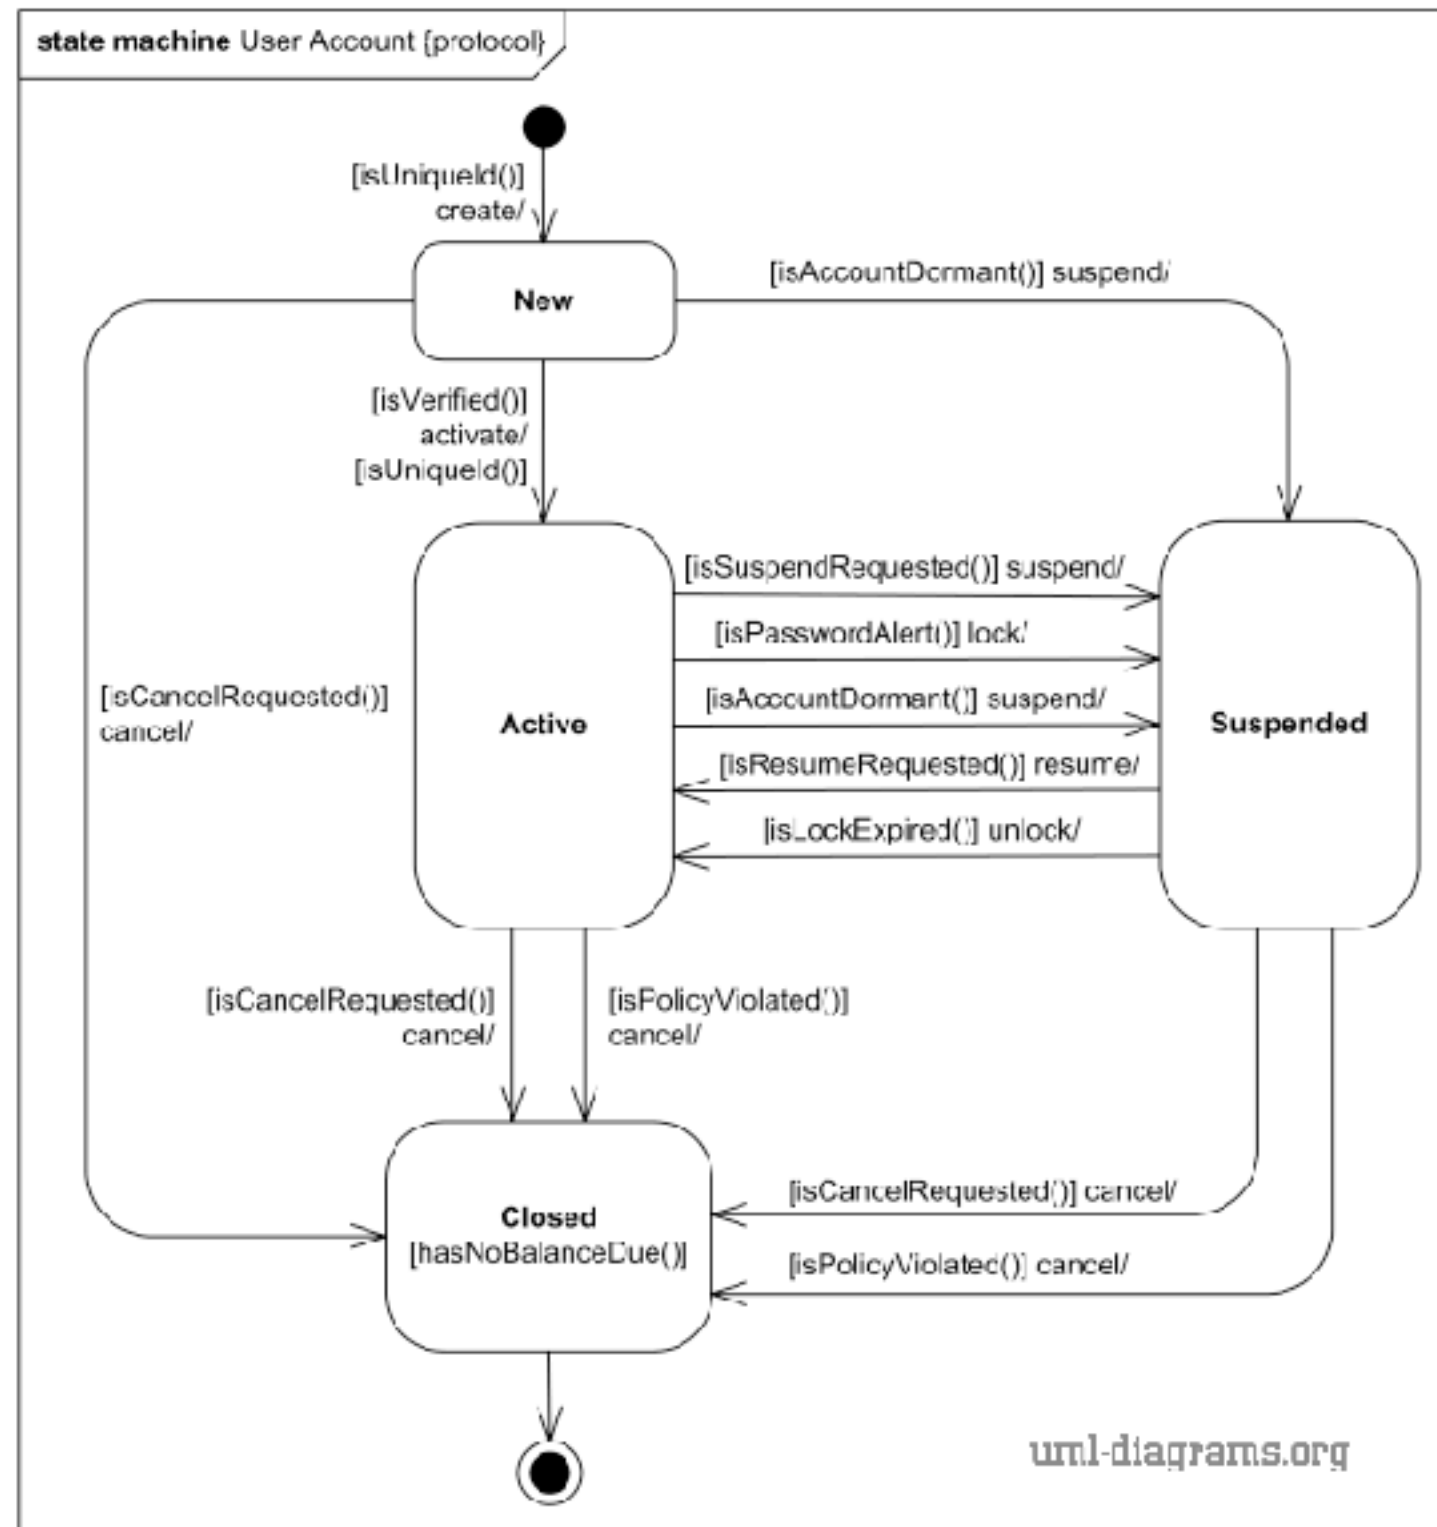 state machine User Account {protocol}
[isUniqueId()]
create/
New
[isAccountDormant()] suspend/
[isVerified()]
activate/
[isUniqueId()]
[isSuspendRequested()] suspend/
[isPasswordAlert()] lock/
[isCancelRequested()]
cancel/
Active
[isAccountDormant()] suspend/
Suspended
[isResumeRequested()] resume/
[isLockExpired()] unlock/
[isCancelRequested()]
cancel/
[isPolicyViolated()]
cancel/
Closed
[hasNoBalanceDue()]
[isCancelRequested()] cancel/
[isPolicyViolated()] cancel/
uml-diagrams.org